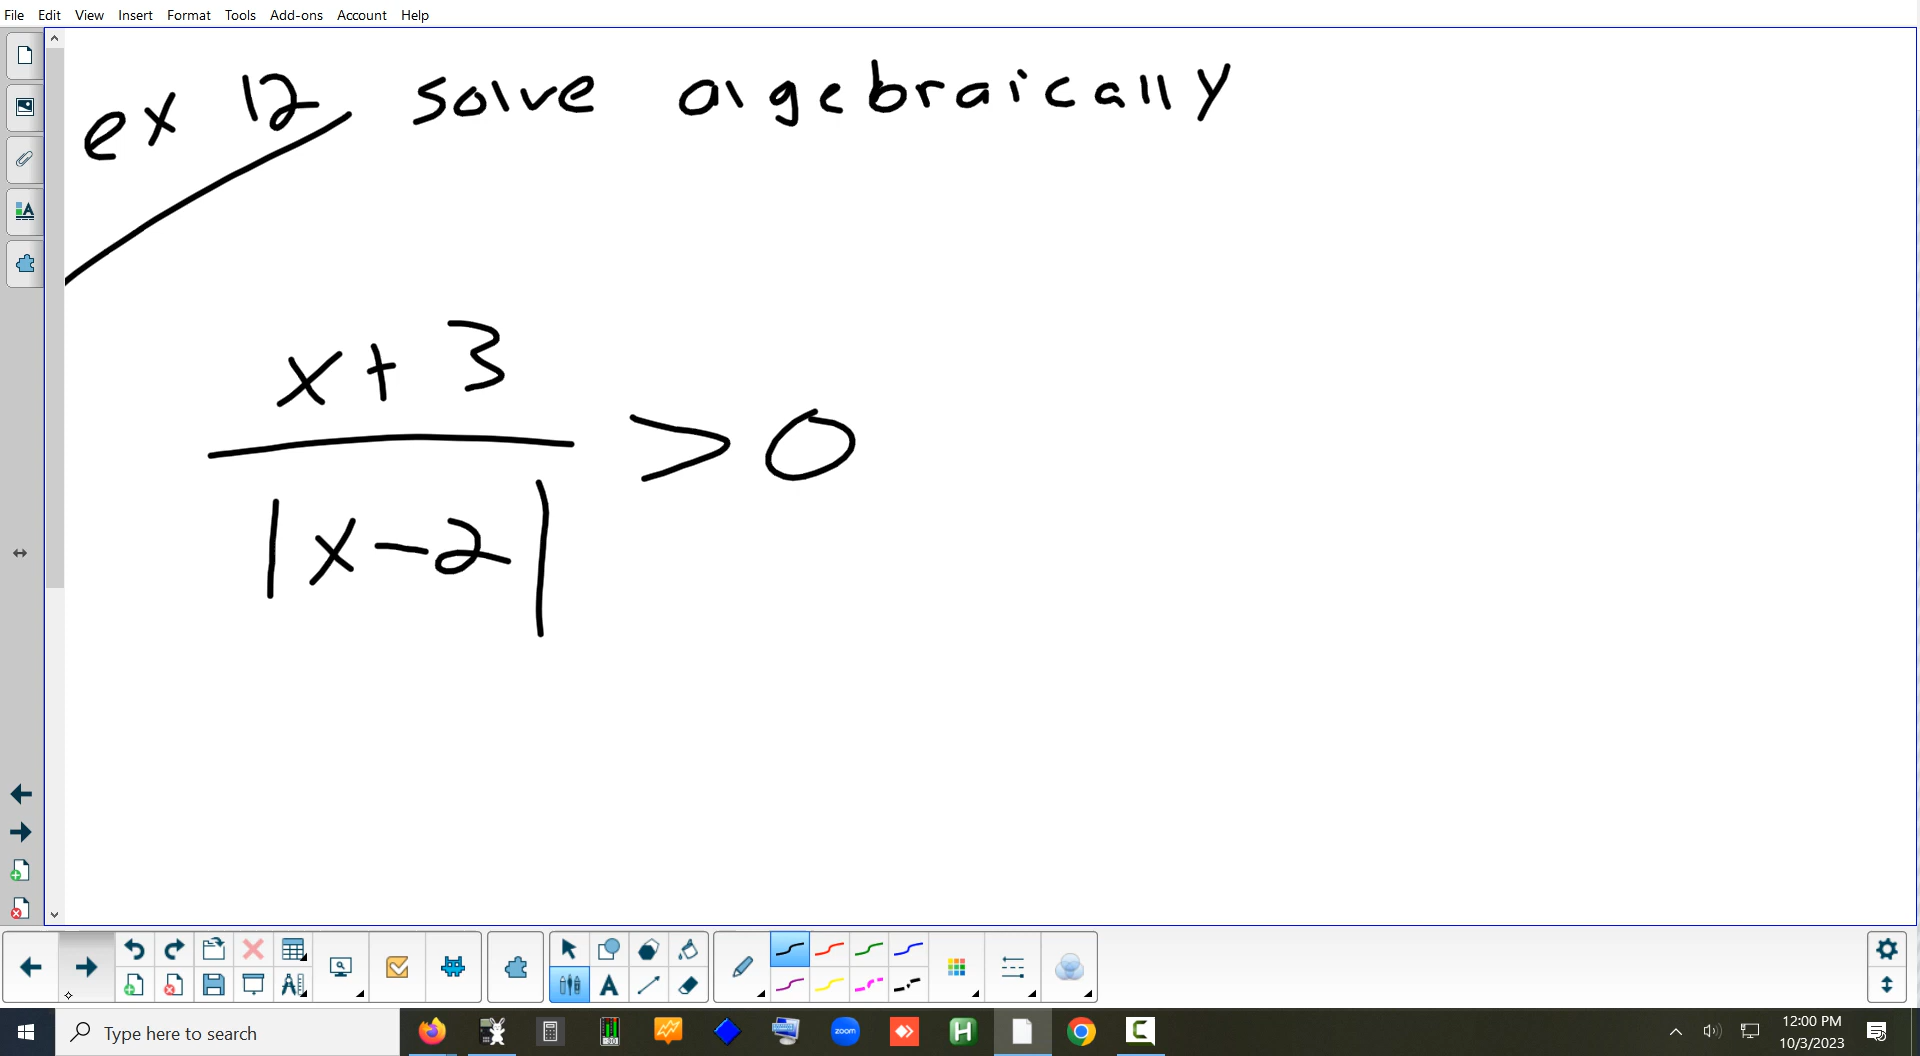 File Edit View Insert Format Tools Add-ons Account Help
ex 12 solve algebraically
x + 3
> 0
|x - 2|
Type here to search
zoom
12:00 PM
10/3/2023